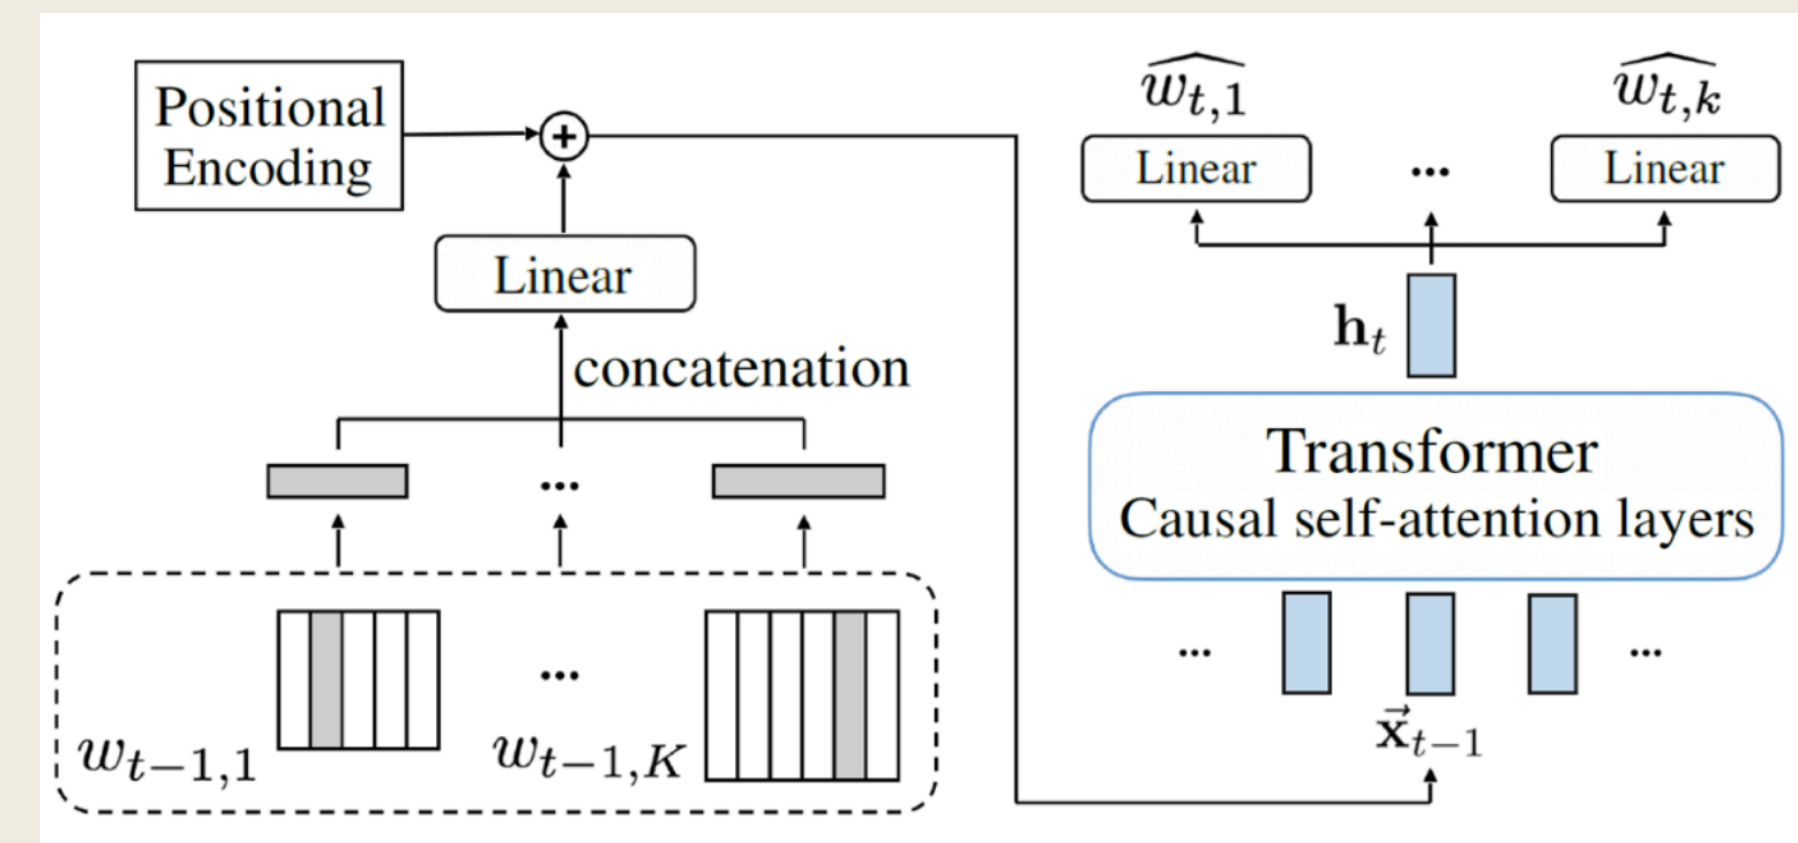 Positional
Encoding
+
Linear
concatenation
...
w_{t-1,1}
...
w_{t-1,K}
\widehat{w_{t,1}}
\widehat{w_{t,k}}
Linear
...
Linear
h_t
Transformer
Causal self-attention layers
...
...
\vec{x}_{t-1}